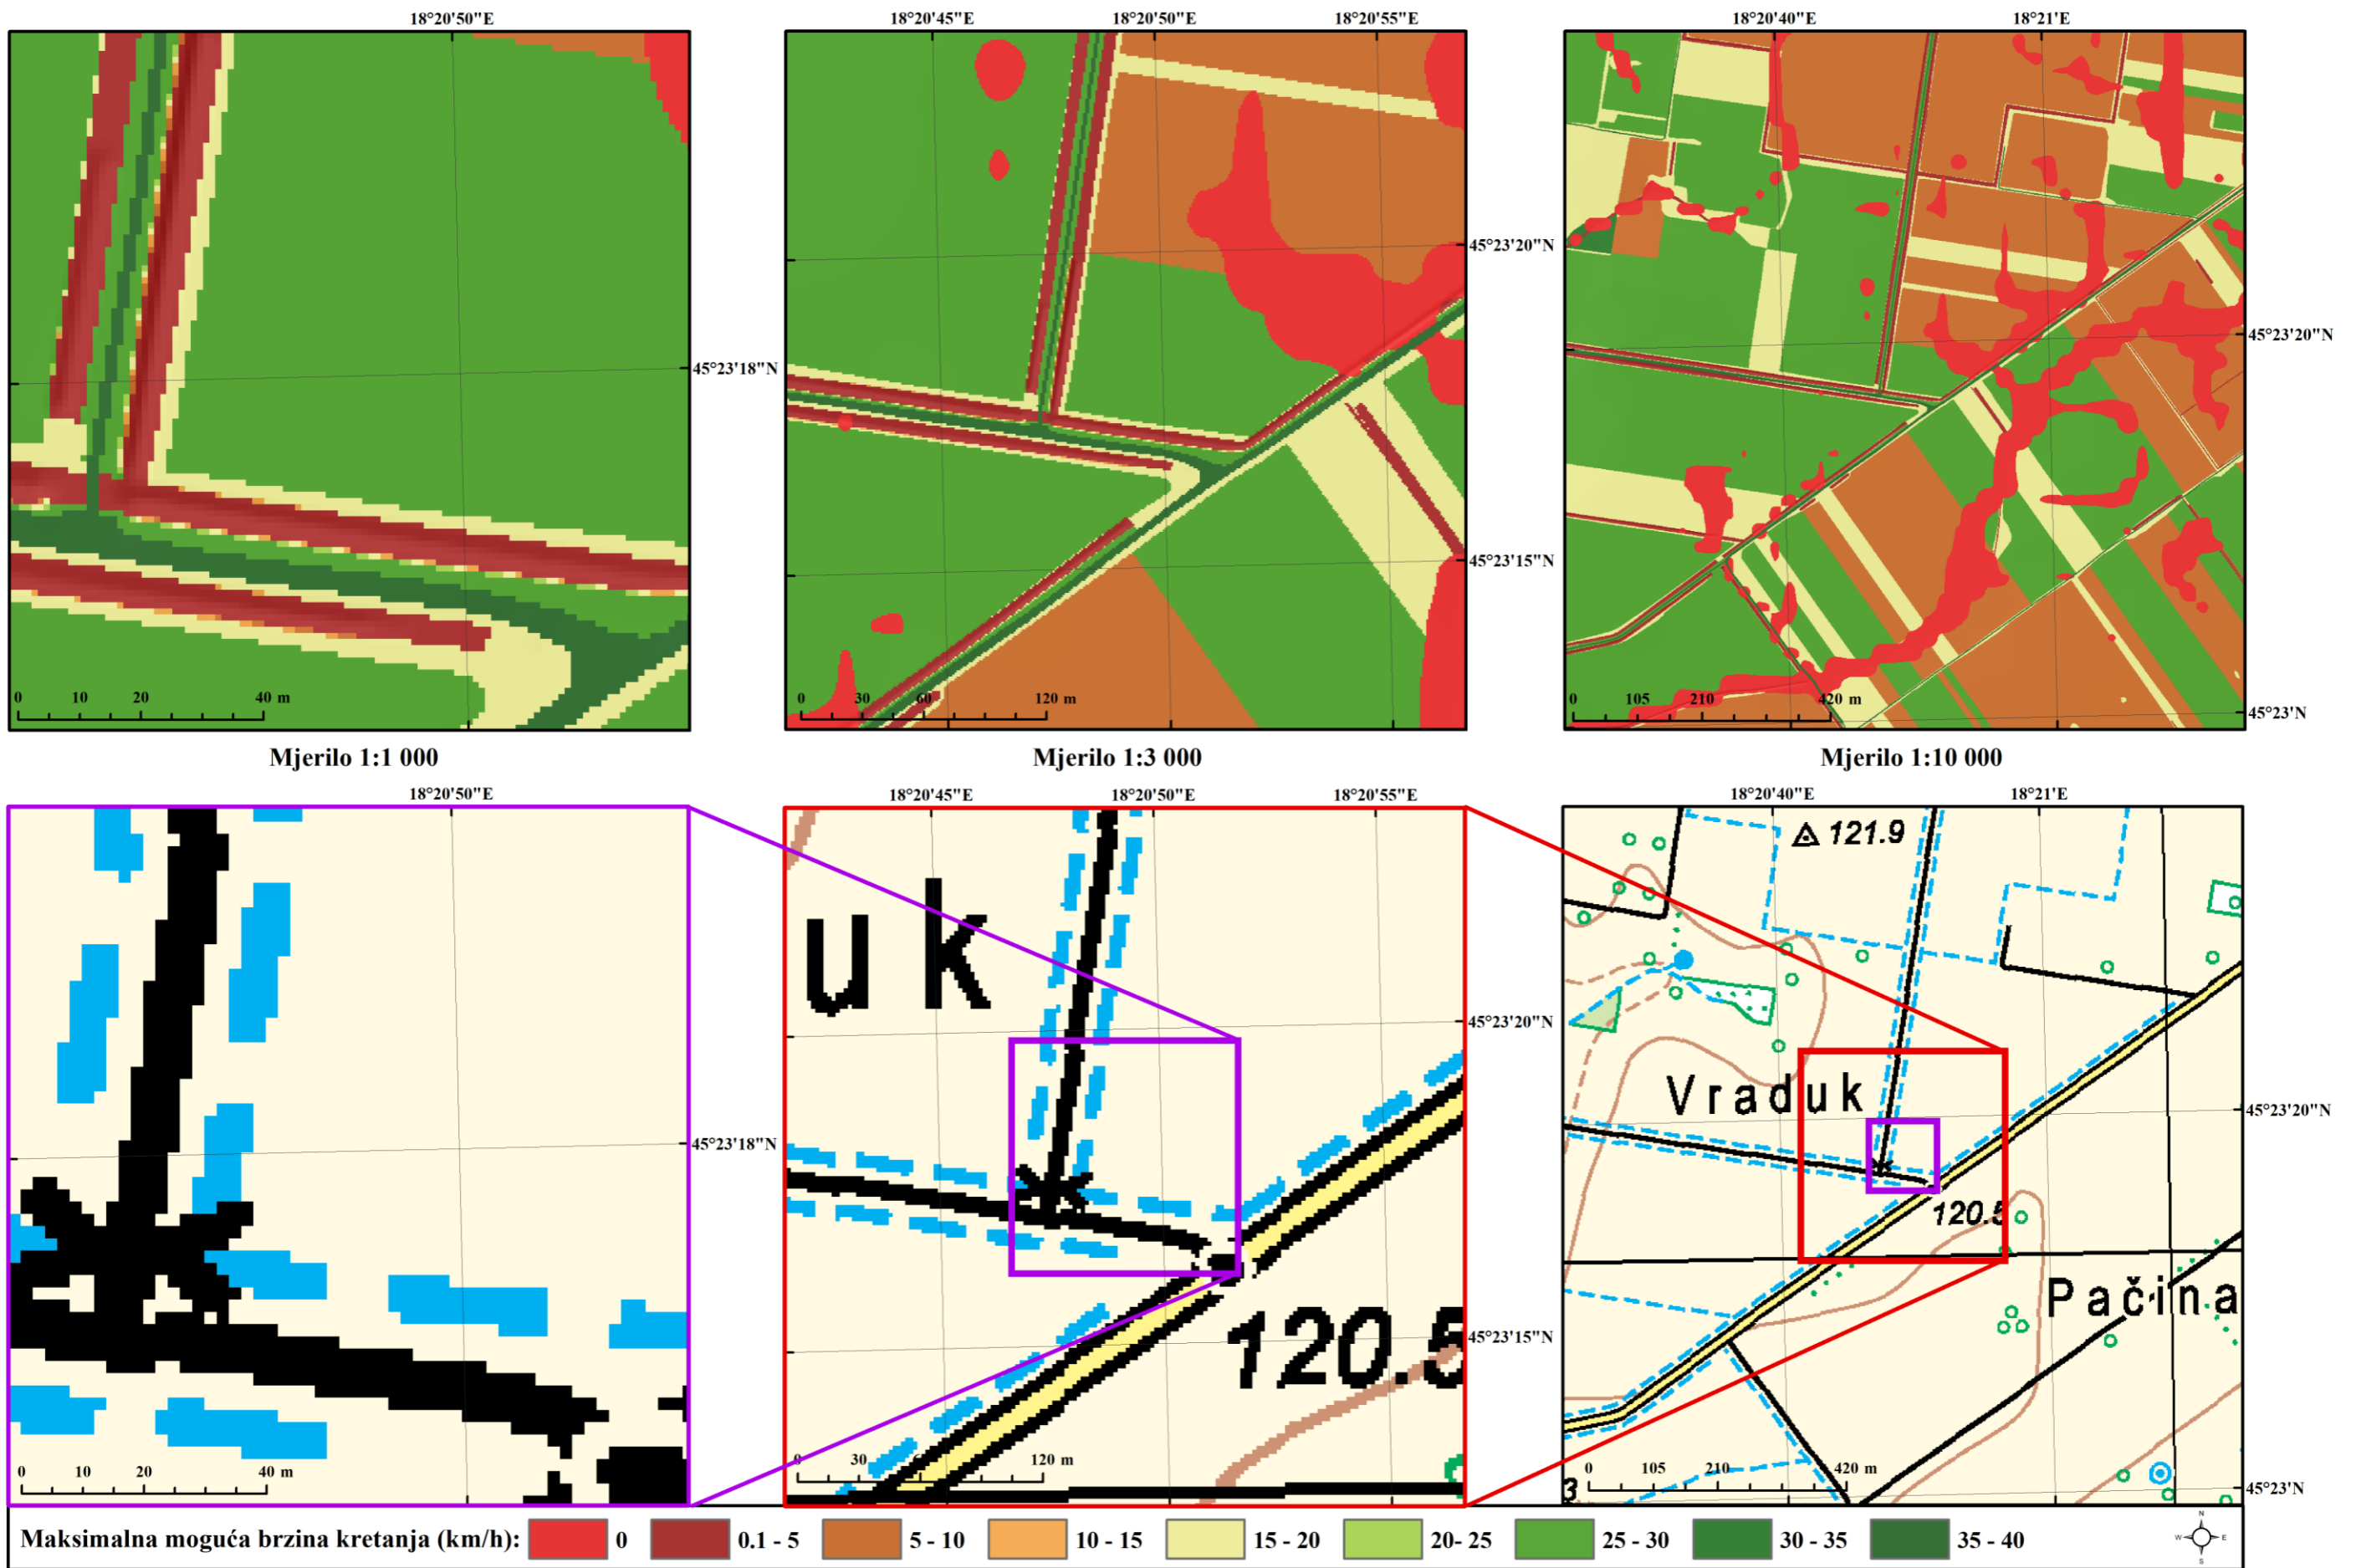 18°20'50"E
18°20'45"E 18°20'50"E 18°20'55"E
18°20'40"E 18°21'E
45°23'18"N
45°23'20"N
45°23'15"N
45°23'20"N
45°23'N
0 10 20 40 m
0 30 60 120 m
0 105 210 420 m
Mjerilo 1:1 000
Mjerilo 1:3 000
Mjerilo 1:10 000
18°20'50"E
18°20'45"E 18°20'50"E 18°20'55"E
18°20'40"E 18°21'E
45°23'18"N
0 10 20 40 m
uk
45°23'20"N
45°23'15"N
120.5
0 30 120 m
121.9
Vraduk
45°23'20"N
120.5
Pačina
0 105 210 420 m
3
45°23'N
Maksimalna moguća brzina kretanja (km/h): 0 0.1 - 5 5 - 10 10 - 15 15 - 20 20- 25 25 - 30 30 - 35 35 - 40
N
W E
S